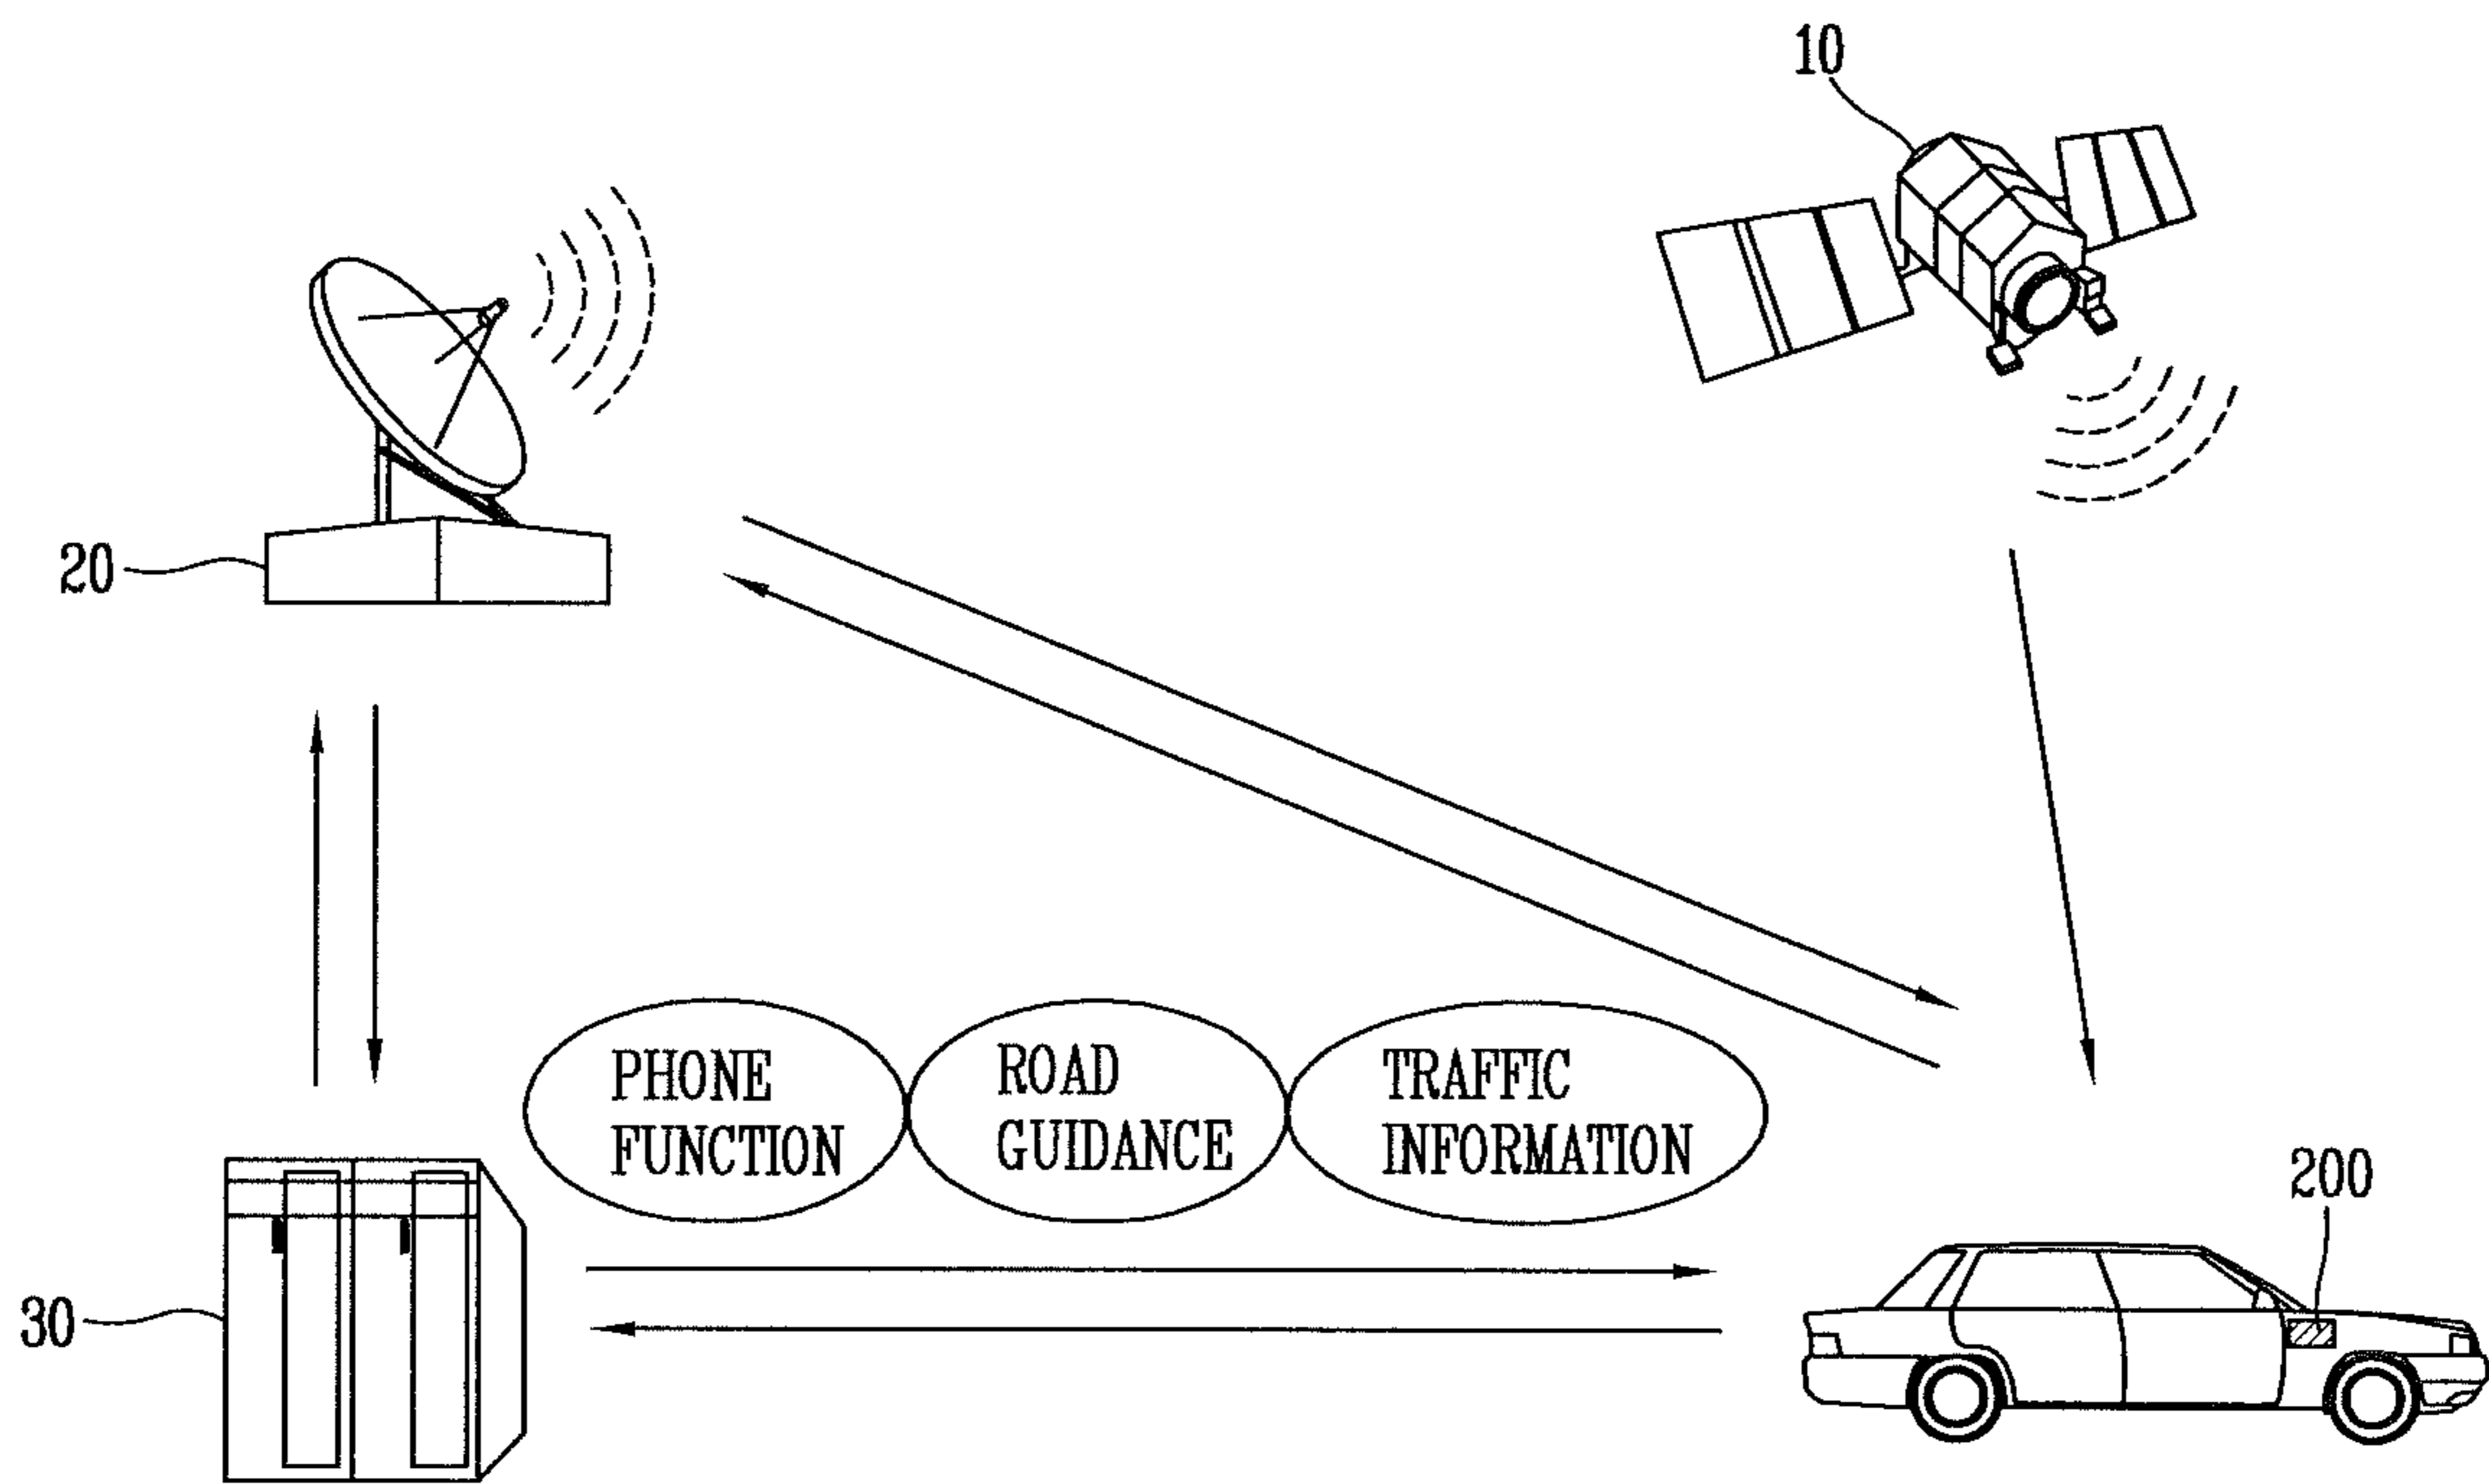 10
20
PHONE
FUNCTION
ROAD
GUIDANCE
TRAFFIC
INFORMATION
200
30